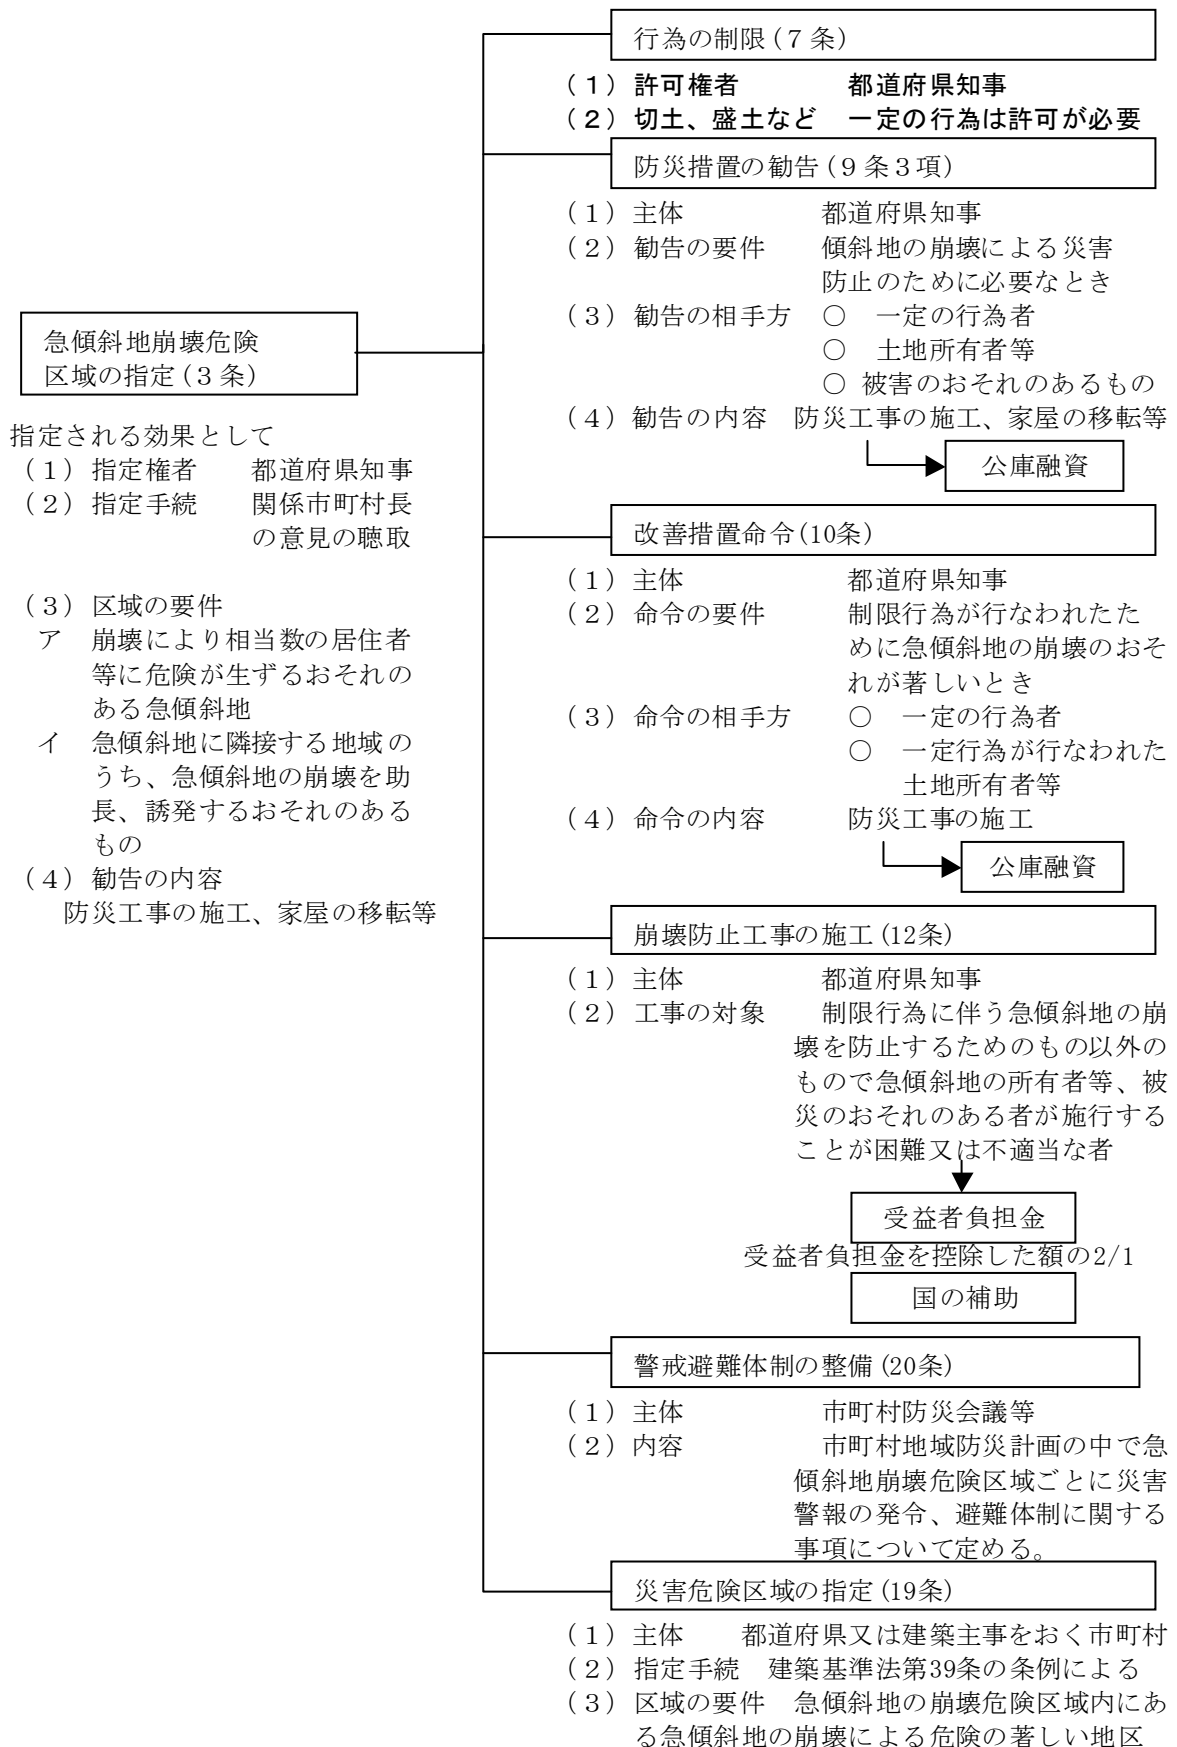 急傾斜地崩壊危険
区域の指定(3条)
指定される効果として
(1)指定権者 都道府県知事
(2)指定手続 関係市町村長
の意見の聴取
(3)区域の要件
ア 崩壊により相当数の居住者
等に危険が生ずるおそれの
ある急傾斜地
イ 急傾斜地に隣接する地域の
うち、急傾斜地の崩壊を助
長、誘発するおそれのある
もの
(4)勧告の内容
防災工事の施工、家屋の移転等
行為の制限(7条)
(1)許可権者 都道府県知事
(2)切土、盛土など 一定の行為は許可が必要
防災措置の勧告(9条3項)
(1)主体 都道府県知事
(2)勧告の要件 傾斜地の崩壊による災害
防止のために必要なとき
(3)勧告の相手方 ○ 一定の行為者
○ 土地所有者等
○ 被害のおそれのあるもの
(4)勧告の内容 防災工事の施工、家屋の移転等
公庫融資
改善措置命令(10条)
(1)主体 都道府県知事
(2)命令の要件 制限行為が行なわれたた
めに急傾斜地の崩壊のおそ
れが著しいとき
(3)命令の相手方 ○ 一定の行為者
○ 一定行為が行なわれた
土地所有者等
(4)命令の内容 防災工事の施工
公庫融資
崩壊防止工事の施工(12条)
(1)主体 都道府県知事
(2)工事の対象 制限行為に伴う急傾斜地の崩
壊を防止するためのもの以外の
もので急傾斜地の所有者等、被
災のおそれのある者が施行する
ことが困難又は不適当な者
受益者負担金
受益者負担金を控除した額の2/1
国の補助
警戒避難体制の整備(20条)
(1)主体 市町村防災会議等
(2)内容 市町村地域防災計画の中で急
傾斜地崩壊危険区域ごとに災害
警報の発令、避難体制に関する
事項について定める。
災害危険区域の指定(19条)
(1)主体 都道府県又は建築主事をおく市町村
(2)指定手続 建築基準法第39条の条例による
(3)区域の要件 急傾斜地の崩壊危険区域内にあ
る急傾斜地の崩壊による危険の著しい地区